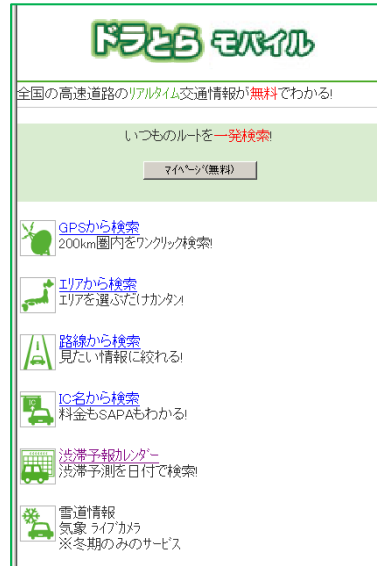 ドラとら モバイル
全国の高速道路のリアルタイム交通情報が無料でわかる!
いつものルートを一発検索!
マイページ(無料)
GPSから検索
200km圏内をワンクリック検索!
エリアから検索
エリアを選ぶだけカンタン!
路線から検索
見たい情報に絞れる!
IC
IC名から検索
料金もSAPAもわかる!
渋滞予報カレンダー
渋滞予測を日付で検索!
雪道情報
気象 ライブカメラ
※冬期のみのサービス